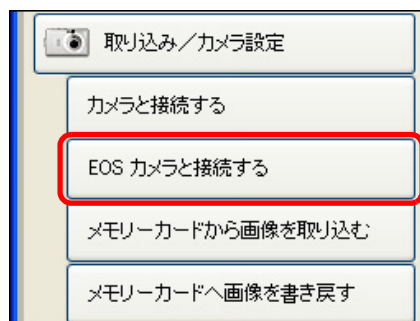 取り込み／カメラ設定
カメラと接続する
EOS カメラと接続する
メモリーカードから画像を取り込む
メモリーカードへ画像を書き戻す